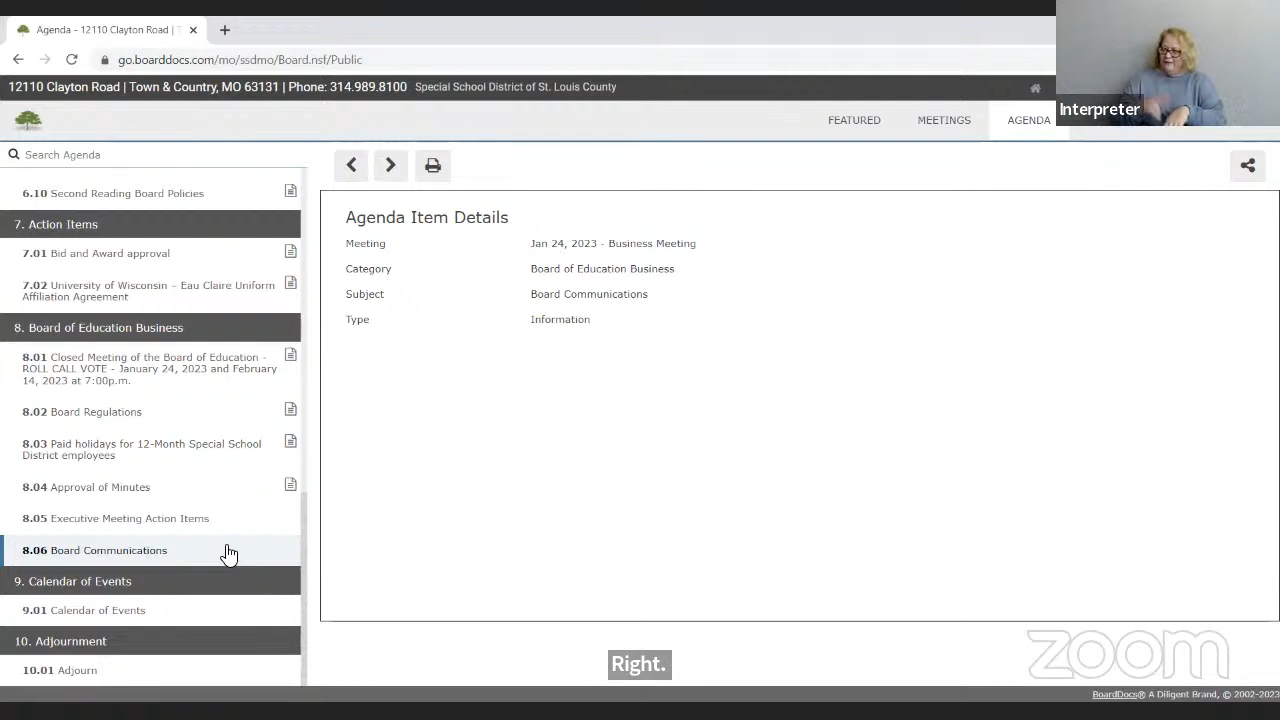 Agenda - 12110 Clayton Road | T
go.boarddocs.com/mo/ssdmo/Board.nsf/Public
12110 Clayton Road | Town & Country, MO 63131 | Phone: 314.989.8100 Special School District of St. Louis County
Interpreter
FEATURED MEETINGS AGENDA
Search Agenda
6.10 Second Reading Board Policies
7. Action Items
7.01 Bid and Award approval
7.02 University of Wisconsin – Eau Claire Uniform
Affiliation Agreement
8. Board of Education Business
8.01 Closed Meeting of the Board of Education -
ROLL CALL VOTE - January 24, 2023 and February
14, 2023 at 7:00p.m.
8.02 Board Regulations
8.03 Paid holidays for 12-Month Special School
District employees
8.04 Approval of Minutes
8.05 Executive Meeting Action Items
8.06 Board Communications
9. Calendar of Events
9.01 Calendar of Events
10. Adjournment
10.01 Adjourn
Agenda Item Details
Meeting Jan 24, 2023 - Business Meeting
Category Board of Education Business
Subject Board Communications
Type Information
Right.
zoom
BoardDocs® A Diligent Brand, © 2002-2023